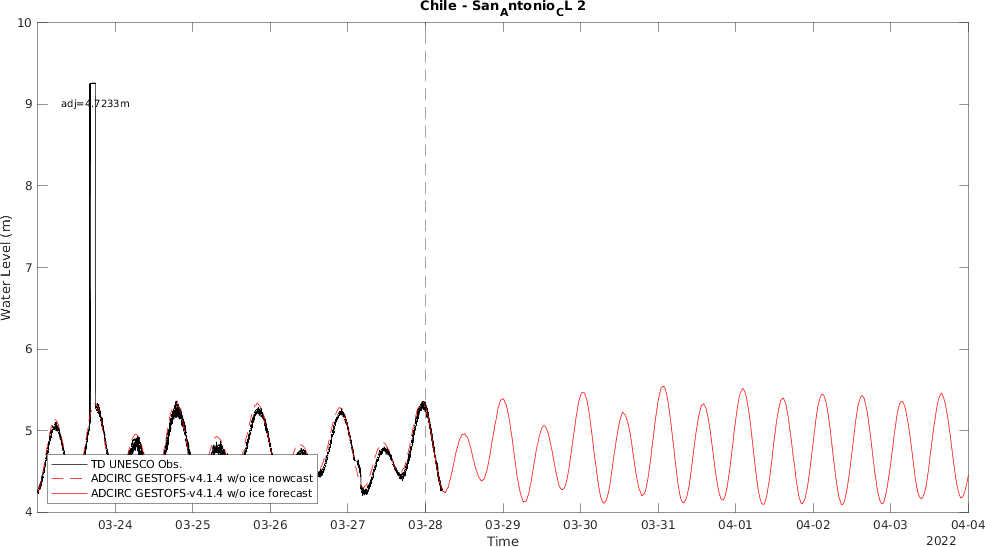 Chile - San_Antonio_CL 2
10
9
8
7
6
5
4
Water Level (m)
adj=4.7233m
TD UNESCO Obs.
ADCIRC GESTOFS-v4.1.4 w/o ice nowcast
ADCIRC GESTOFS-v4.1.4 w/o ice forecast
03-24 03-25 03-26 03-27 03-28 03-29 03-30 03-31 04-01 04-02 04-03 04-04
Time
2022